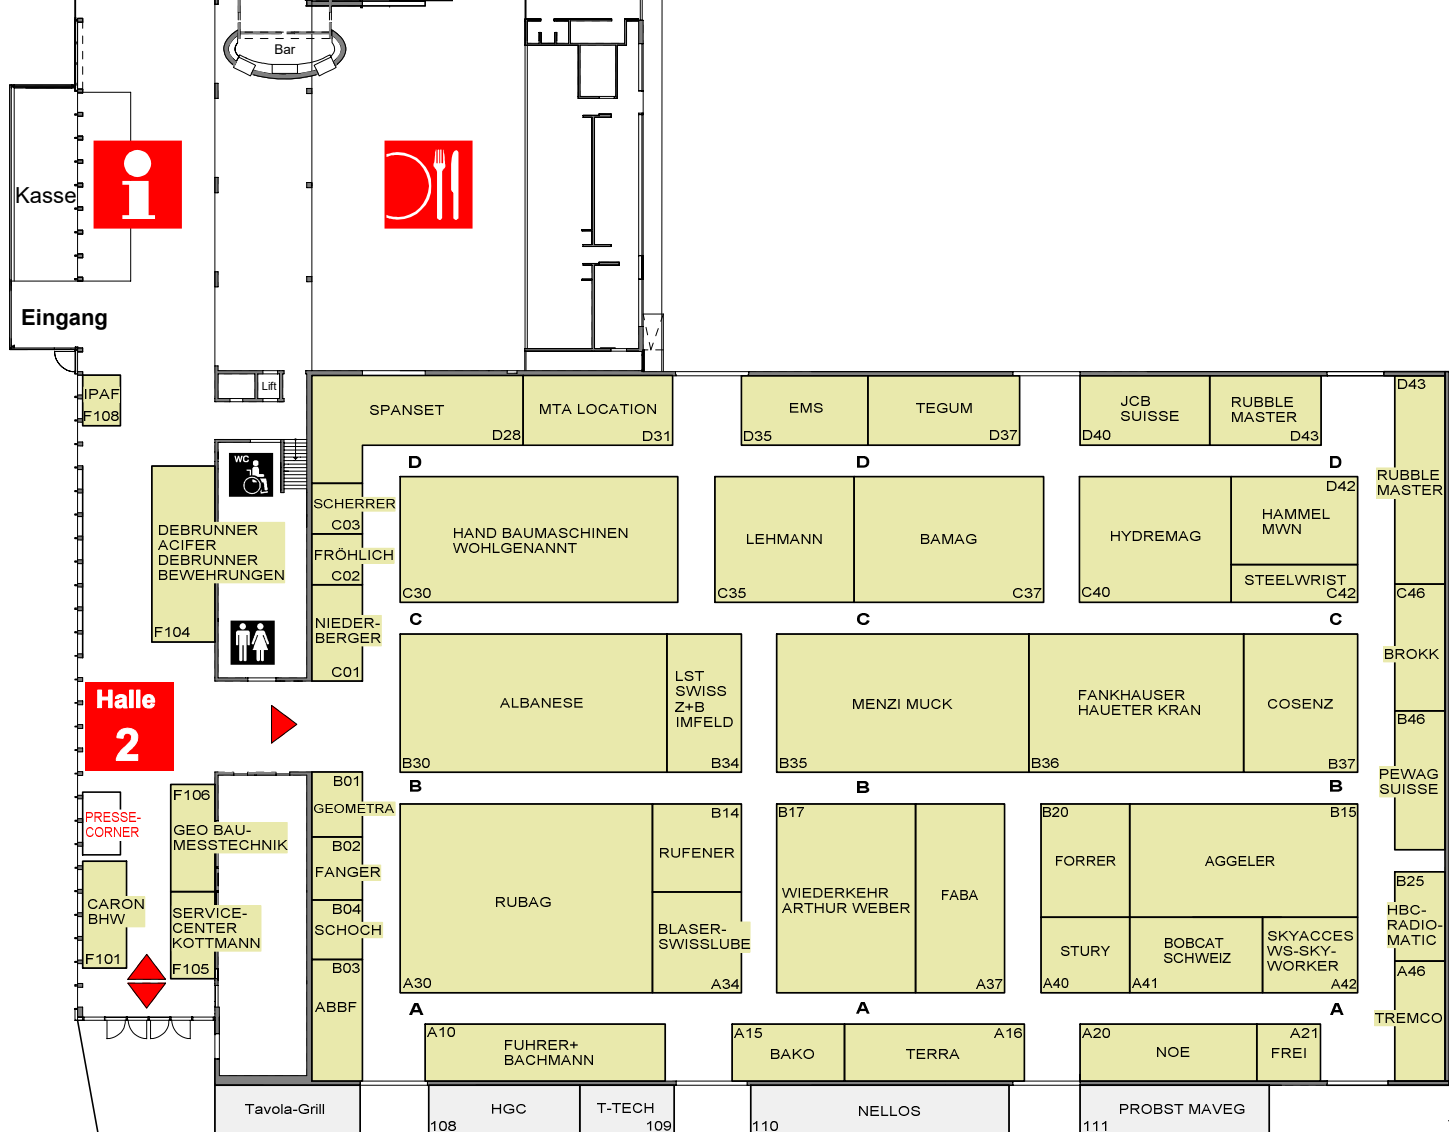 Bar
Kasse
Eingang
Lift
IPAF
F108
SPANSET
D28
MTA LOCATION
D31
EMS
D35
TEGUM
D37
JCB
SUISSE
D40
RUBBLE
MASTER
D43
D43
RUBBLE
MASTER
D
D
D
WC
DEBRUNNER
ACIFER
DEBRUNNER
BEWEHRUNGEN
F104
SCHERRER
C03
FRÖHLICH
C02
NIEDER-
BERGER
C01
HAND BAUMASCHINEN
WOHLGENANNT
C30
LEHMANN
C35
BAMAG
C37
HYDREMAG
C40
D42
HAMMEL
MWN
STEELWRIST
C42
C46
BROKK
C
C
C
Halle
2
ALBANESE
B30
LST
SWISS
Z+B
IMFELD
B34
MENZI MUCK
B35
FANKHAUSER
HAUETER KRAN
B36
COSENZ
B37
B46
PEWAG
SUISSE
B
B
B
PRESSE-
CORNER
F106
GEO BAU-
MESSTECHNIK
CARON
BHW
F101
SERVICE-
CENTER
KOTTMANN
F105
B01
GEOMETRA
B02
FANGER
B04
SCHOCH
B03
ABBF
RUBAG
A30
B14
RUFENER
BLASER-
SWISSLUBE
A34
B17
WIEDERKEHR
ARTHUR WEBER
FABA
A37
B20
FORRER
B15
AGGELER
STURY
A40
BOBCAT
SCHWEIZ
A41
SKYACCES
WS-SKY-
WORKER
A42
B25
HBC-
RADIO-
MATIC
A46
TREMCO
A
A
A
A10
FUHRER+
BACHMANN
A15
BAKO
A16
TERRA
A20
NOE
A21
FREI
Tavola-Grill
HGC
108
T-TECH
109
NELLOS
110
PROBST MAVEG
111